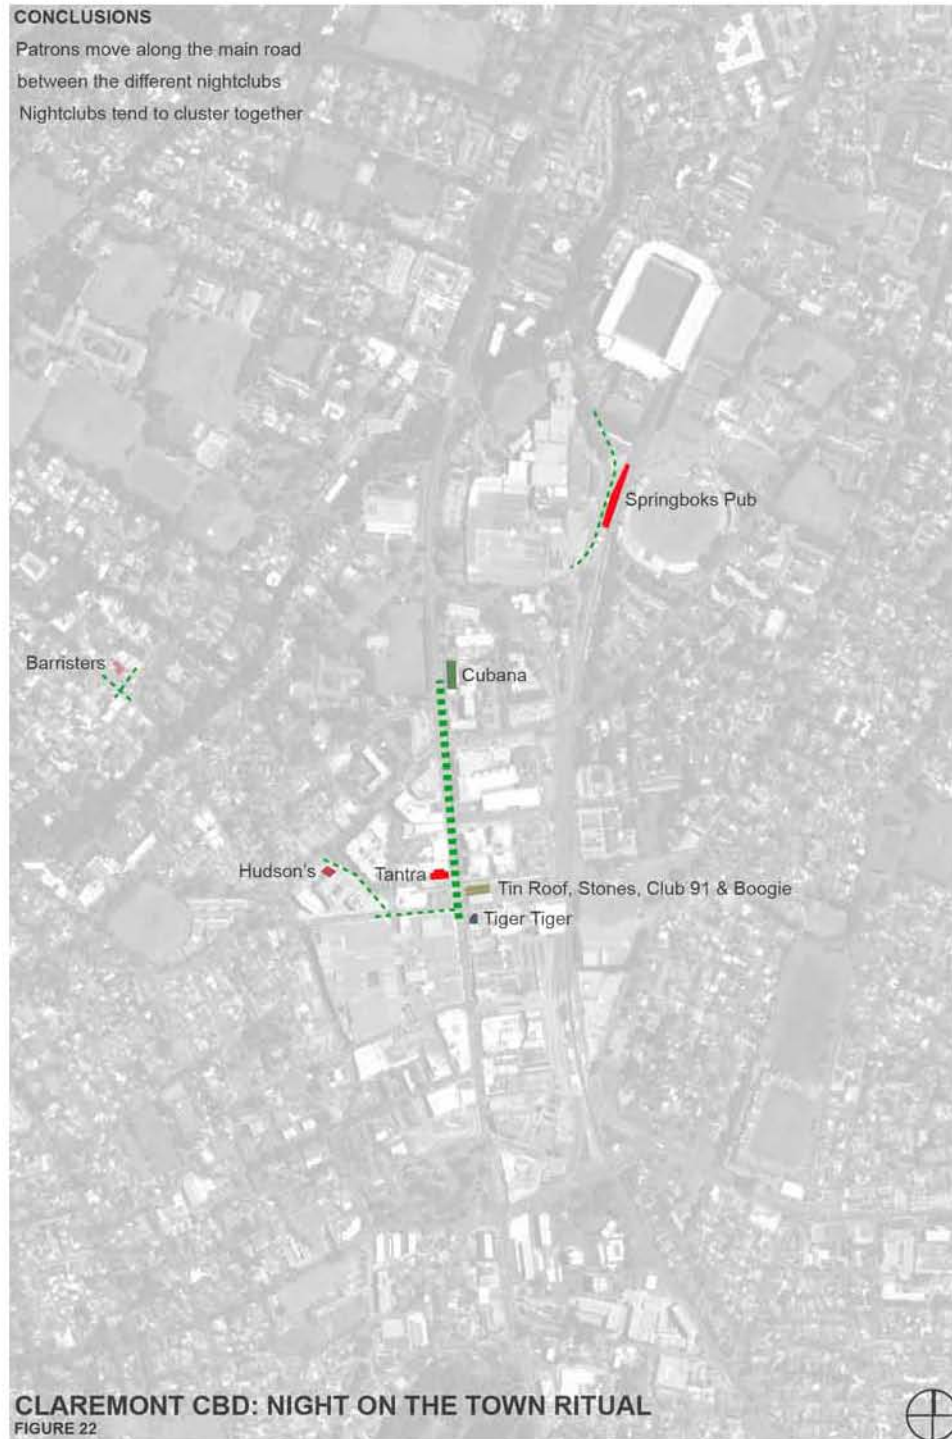 CONCLUSIONS
Patrons move along the main road
between the different nightclubs
Nightclubs tend to cluster together
Springboks Pub
Barristers
Cubana
Hudson's
Tantra
Tin Roof, Stones, Club 91 & Boogie
Tiger Tiger
CLAREMONT CBD: NIGHT ON THE TOWN RITUAL
FIGURE 22